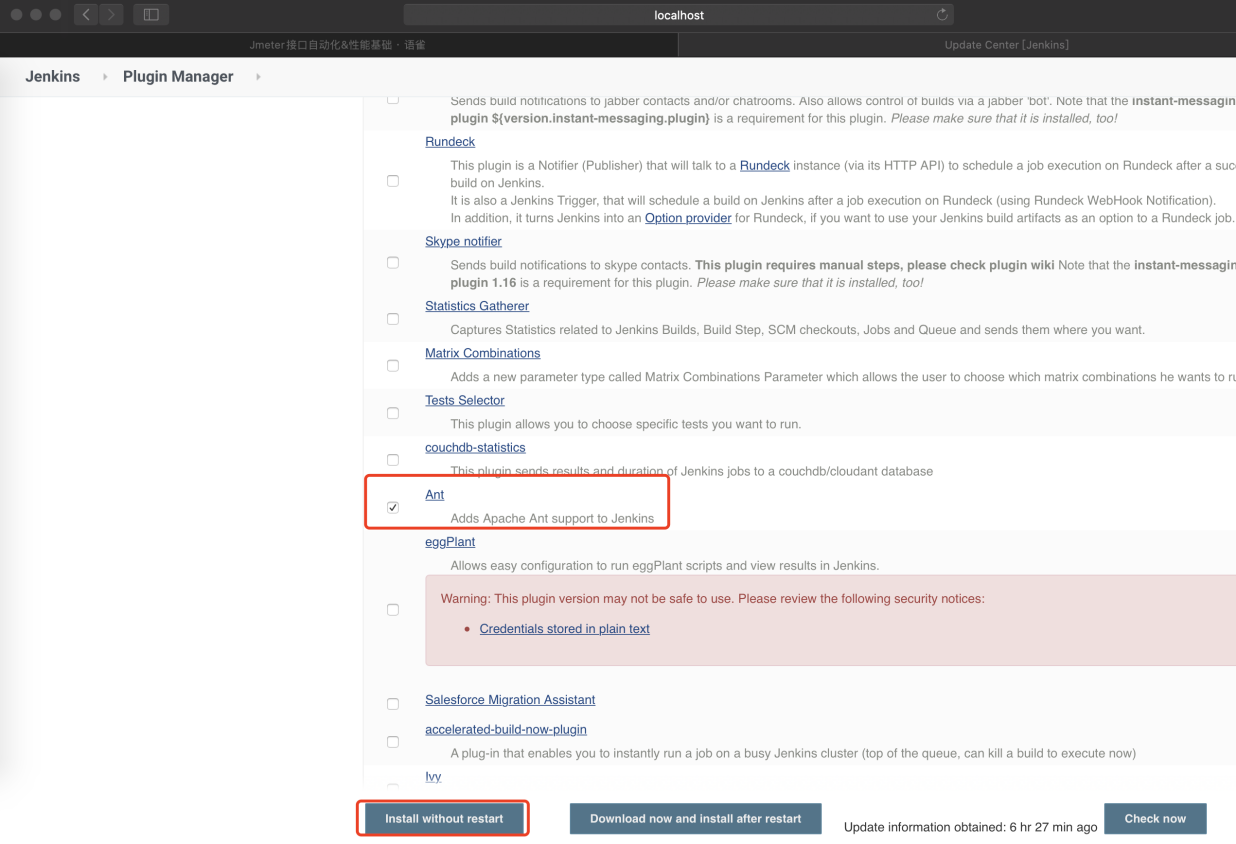 localhost
Jmeter接口自动化&性能基础 · 语雀
Update Center [Jenkins]
Jenkins
Plugin Manager
Sends build notifications to jabber contacts and/or chatrooms. Also allows control of builds via a jabber 'bot'. Note that the instant-messagin
plugin ${version.instant-messaging.plugin} is a requirement for this plugin. Please make sure that it is installed, too!
Rundeck
This plugin is a Notifier (Publisher) that will talk to a Rundeck instance (via its HTTP API) to schedule a job execution on Rundeck after a suc
build on Jenkins.
It is also a Jenkins Trigger, that will schedule a build on Jenkins after a job execution on Rundeck (using Rundeck WebHook Notification).
In addition, it turns Jenkins into an Option provider for Rundeck, if you want to use your Jenkins build artifacts as an option to a Rundeck job.
Skype notifier
Sends build notifications to skype contacts. This plugin requires manual steps, please check plugin wiki Note that the instant-messagin
plugin 1.16 is a requirement for this plugin. Please make sure that it is installed, too!
Statistics Gatherer
Captures Statistics related to Jenkins Builds, Build Step, SCM checkouts, Jobs and Queue and sends them where you want.
Matrix Combinations
Adds a new parameter type called Matrix Combinations Parameter which allows the user to choose which matrix combinations he wants to ru
Tests Selector
This plugin allows you to choose specific tests you want to run.
couchdb-statistics
This plugin sends results and duration of Jenkins jobs to a couchdb/cloudant database
Ant
Adds Apache Ant support to Jenkins
eggPlant
Allows easy configuration to run eggPlant scripts and view results in Jenkins.
Warning: This plugin version may not be safe to use. Please review the following security notices:
• Credentials stored in plain text
Salesforce Migration Assistant
accelerated-build-now-plugin
A plug-in that enables you to instantly run a job on a busy Jenkins cluster (top of the queue, can kill a build to execute now)
Ivy
Install without restart
Download now and install after restart
Update information obtained: 6 hr 27 min ago
Check now